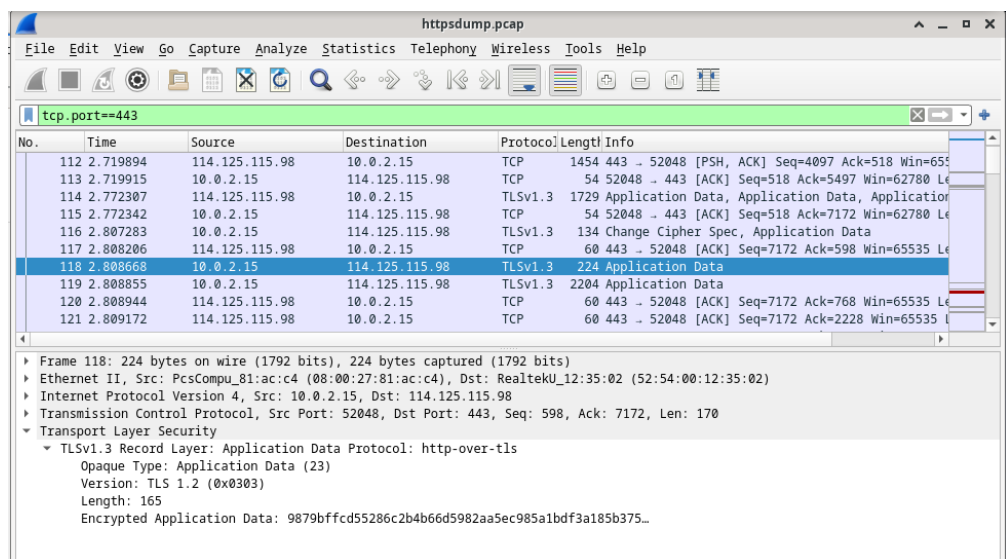 httpsdump.pcap
File Edit View Go Capture Analyze Statistics Telephony Wireless Tools Help
tcp.port==443
No. Time Source Destination Protocol Length Info
112 2.719894 114.125.115.98 10.0.2.15 TCP 1454 443 → 52048 [PSH, ACK] Seq=4097 Ack=518 Win=655
113 2.719915 10.0.2.15 114.125.115.98 TCP 54 52048 → 443 [ACK] Seq=518 Ack=5497 Win=62780 Le
114 2.772307 114.125.115.98 10.0.2.15 TLSv1.3 1729 Application Data, Application Data, Application
115 2.772342 10.0.2.15 114.125.115.98 TCP 54 52048 → 443 [ACK] Seq=518 Ack=7172 Win=62780 Le
116 2.807283 10.0.2.15 114.125.115.98 TLSv1.3 134 Change Cipher Spec, Application Data
117 2.808206 114.125.115.98 10.0.2.15 TCP 60 443 → 52048 [ACK] Seq=7172 Ack=598 Win=65535 Le
118 2.808668 10.0.2.15 114.125.115.98 TLSv1.3 224 Application Data
119 2.808855 10.0.2.15 114.125.115.98 TLSv1.3 2204 Application Data
120 2.808944 114.125.115.98 10.0.2.15 TCP 60 443 → 52048 [ACK] Seq=7172 Ack=768 Win=65535 Le
121 2.809172 114.125.115.98 10.0.2.15 TCP 60 443 → 52048 [ACK] Seq=7172 Ack=2228 Win=65535 L
Frame 118: 224 bytes on wire (1792 bits), 224 bytes captured (1792 bits)
Ethernet II, Src: PcsCompu_81:ac:c4 (08:00:27:81:ac:c4), Dst: RealtekU_12:35:02 (52:54:00:12:35:02)
Internet Protocol Version 4, Src: 10.0.2.15, Dst: 114.125.115.98
Transmission Control Protocol, Src Port: 52048, Dst Port: 443, Seq: 598, Ack: 7172, Len: 170
Transport Layer Security
TLSv1.3 Record Layer: Application Data Protocol: http-over-tls
Opaque Type: Application Data (23)
Version: TLS 1.2 (0x0303)
Length: 165
Encrypted Application Data: 9879bffcd55286c2b4b66d5982aa5ec985a1bdf3a185b375…